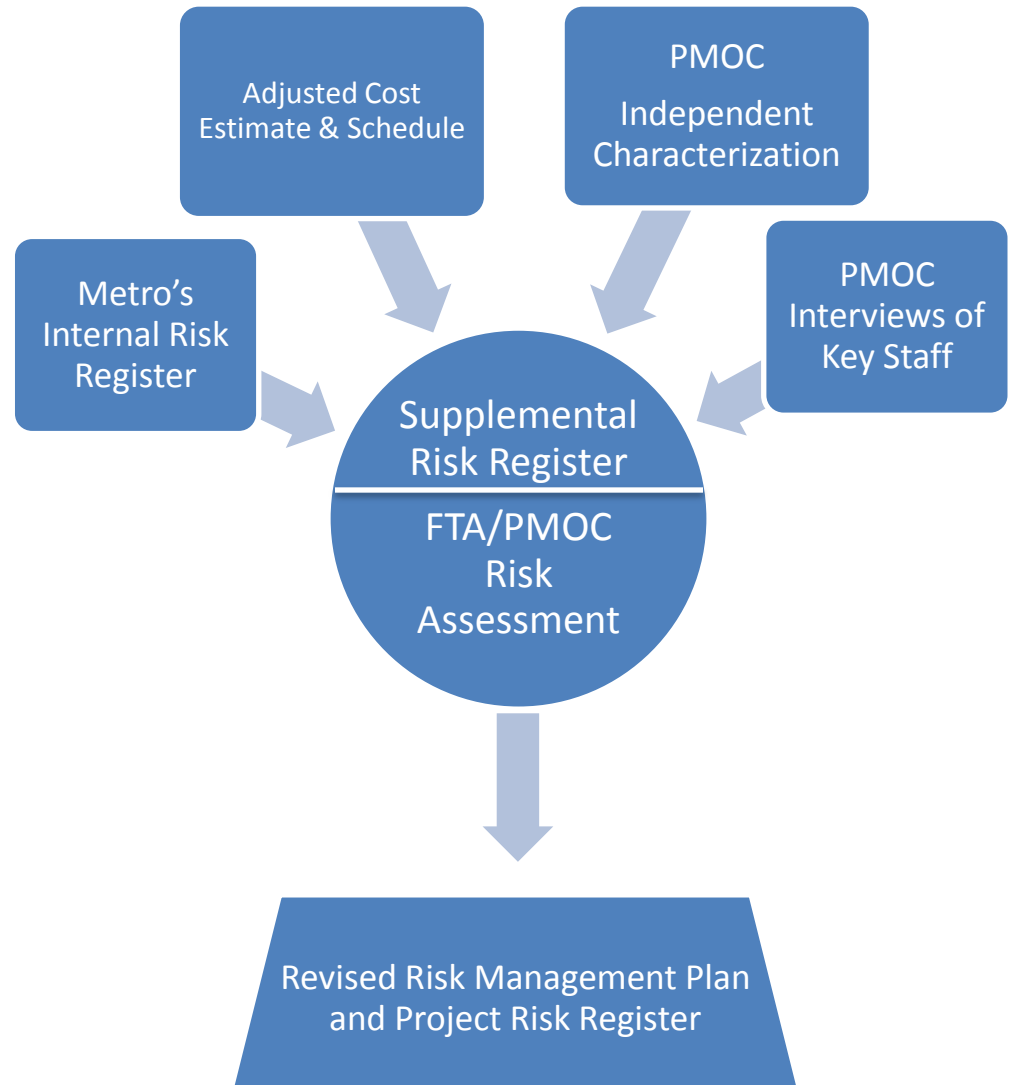 Adjusted Cost
Estimate & Schedule
PMOC
Independent
Characterization
Metro’s
Internal Risk
Register
PMOC
Interviews of
Key Staff
Supplemental
Risk Register
FTA/PMOC
Risk
Assessment
Revised Risk Management Plan
and Project Risk Register